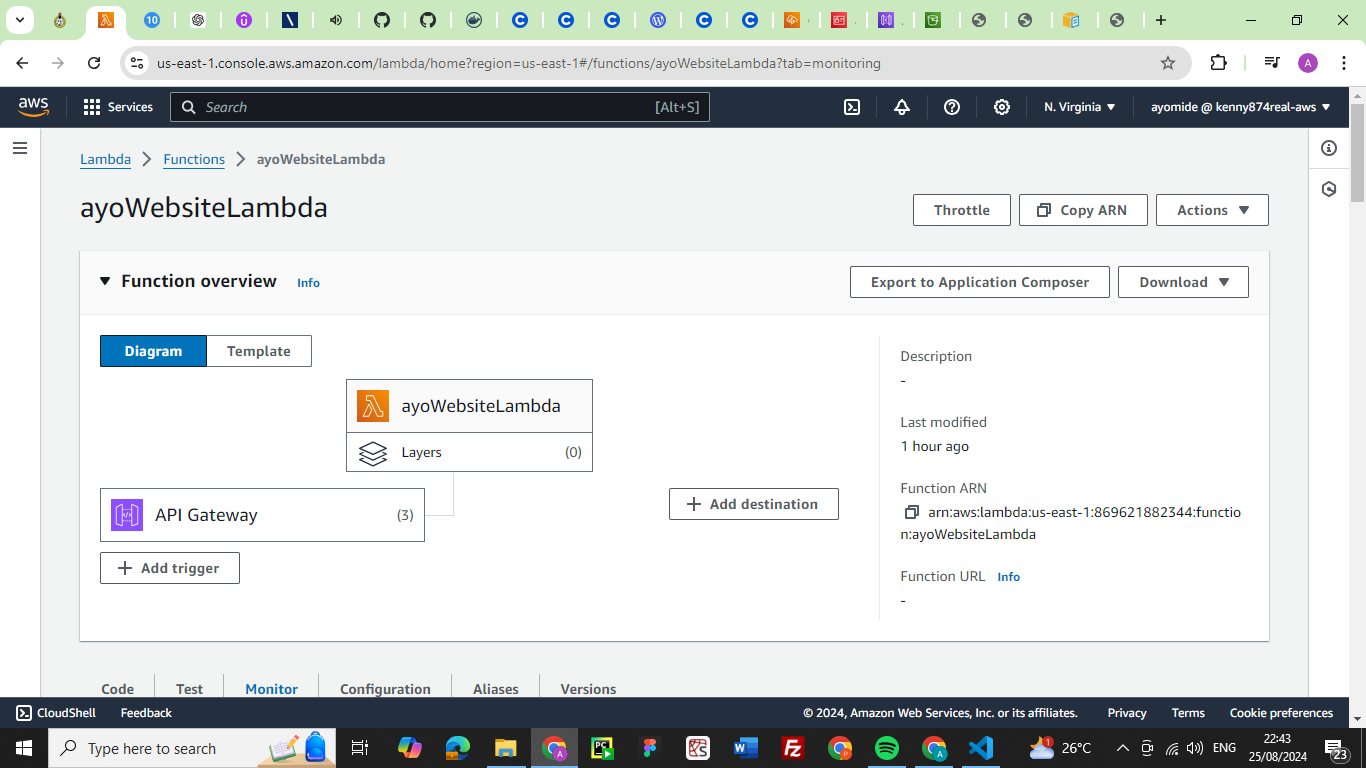 10
us-east-1.console.aws.amazon.com/lambda/home?region=us-east-1#/functions/ayoWebsiteLambda?tab=monitoring
A
aws
Services
Search
[Alt+S]
N. Virginia
ayomide @ kenny874real-aws
Lambda
Functions
ayoWebsiteLambda
ayoWebsiteLambda
Throttle
Copy ARN
Actions
Function overview
Info
Export to Application Composer
Download
Diagram
Template
ayoWebsiteLambda
Layers
(0)
API Gateway
(3)
Add trigger
Add destination
Description
-
Last modified
1 hour ago
Function ARN
arn:aws:lambda:us-east-1:869621882344:functio
n:ayoWebsiteLambda
Function URL
Info
-
Code
Test
Monitor
Configuration
Aliases
Versions
CloudShell
Feedback
© 2024, Amazon Web Services, Inc. or its affiliates.
Privacy
Terms
Cookie preferences
Type here to search
26°C
ENG
22:43
25/08/2024
23